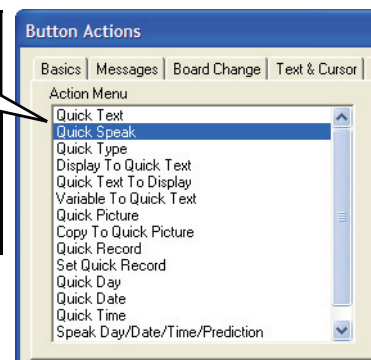 Button Actions
Basics Messages Board Change Text & Cursor
Action Menu
Quick Text
Quick Speak
Quick Type
Display To Quick Text
Quick Text To Display
Variable To Quick Text
Quick Picture
Copy To Quick Picture
Quick Record
Set Quick Record
Quick Day
Quick Date
Quick Time
Speak Day/Date/Time/Prediction